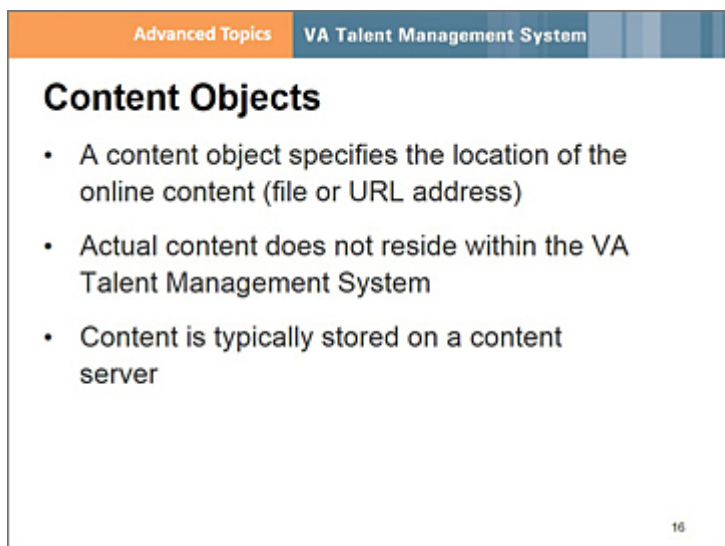 Advanced Topics VA Talent Management System
Content Objects
• A content object specifies the location of the
online content (file or URL address)
• Actual content does not reside within the VA
Talent Management System
• Content is typically stored on a content
server
16